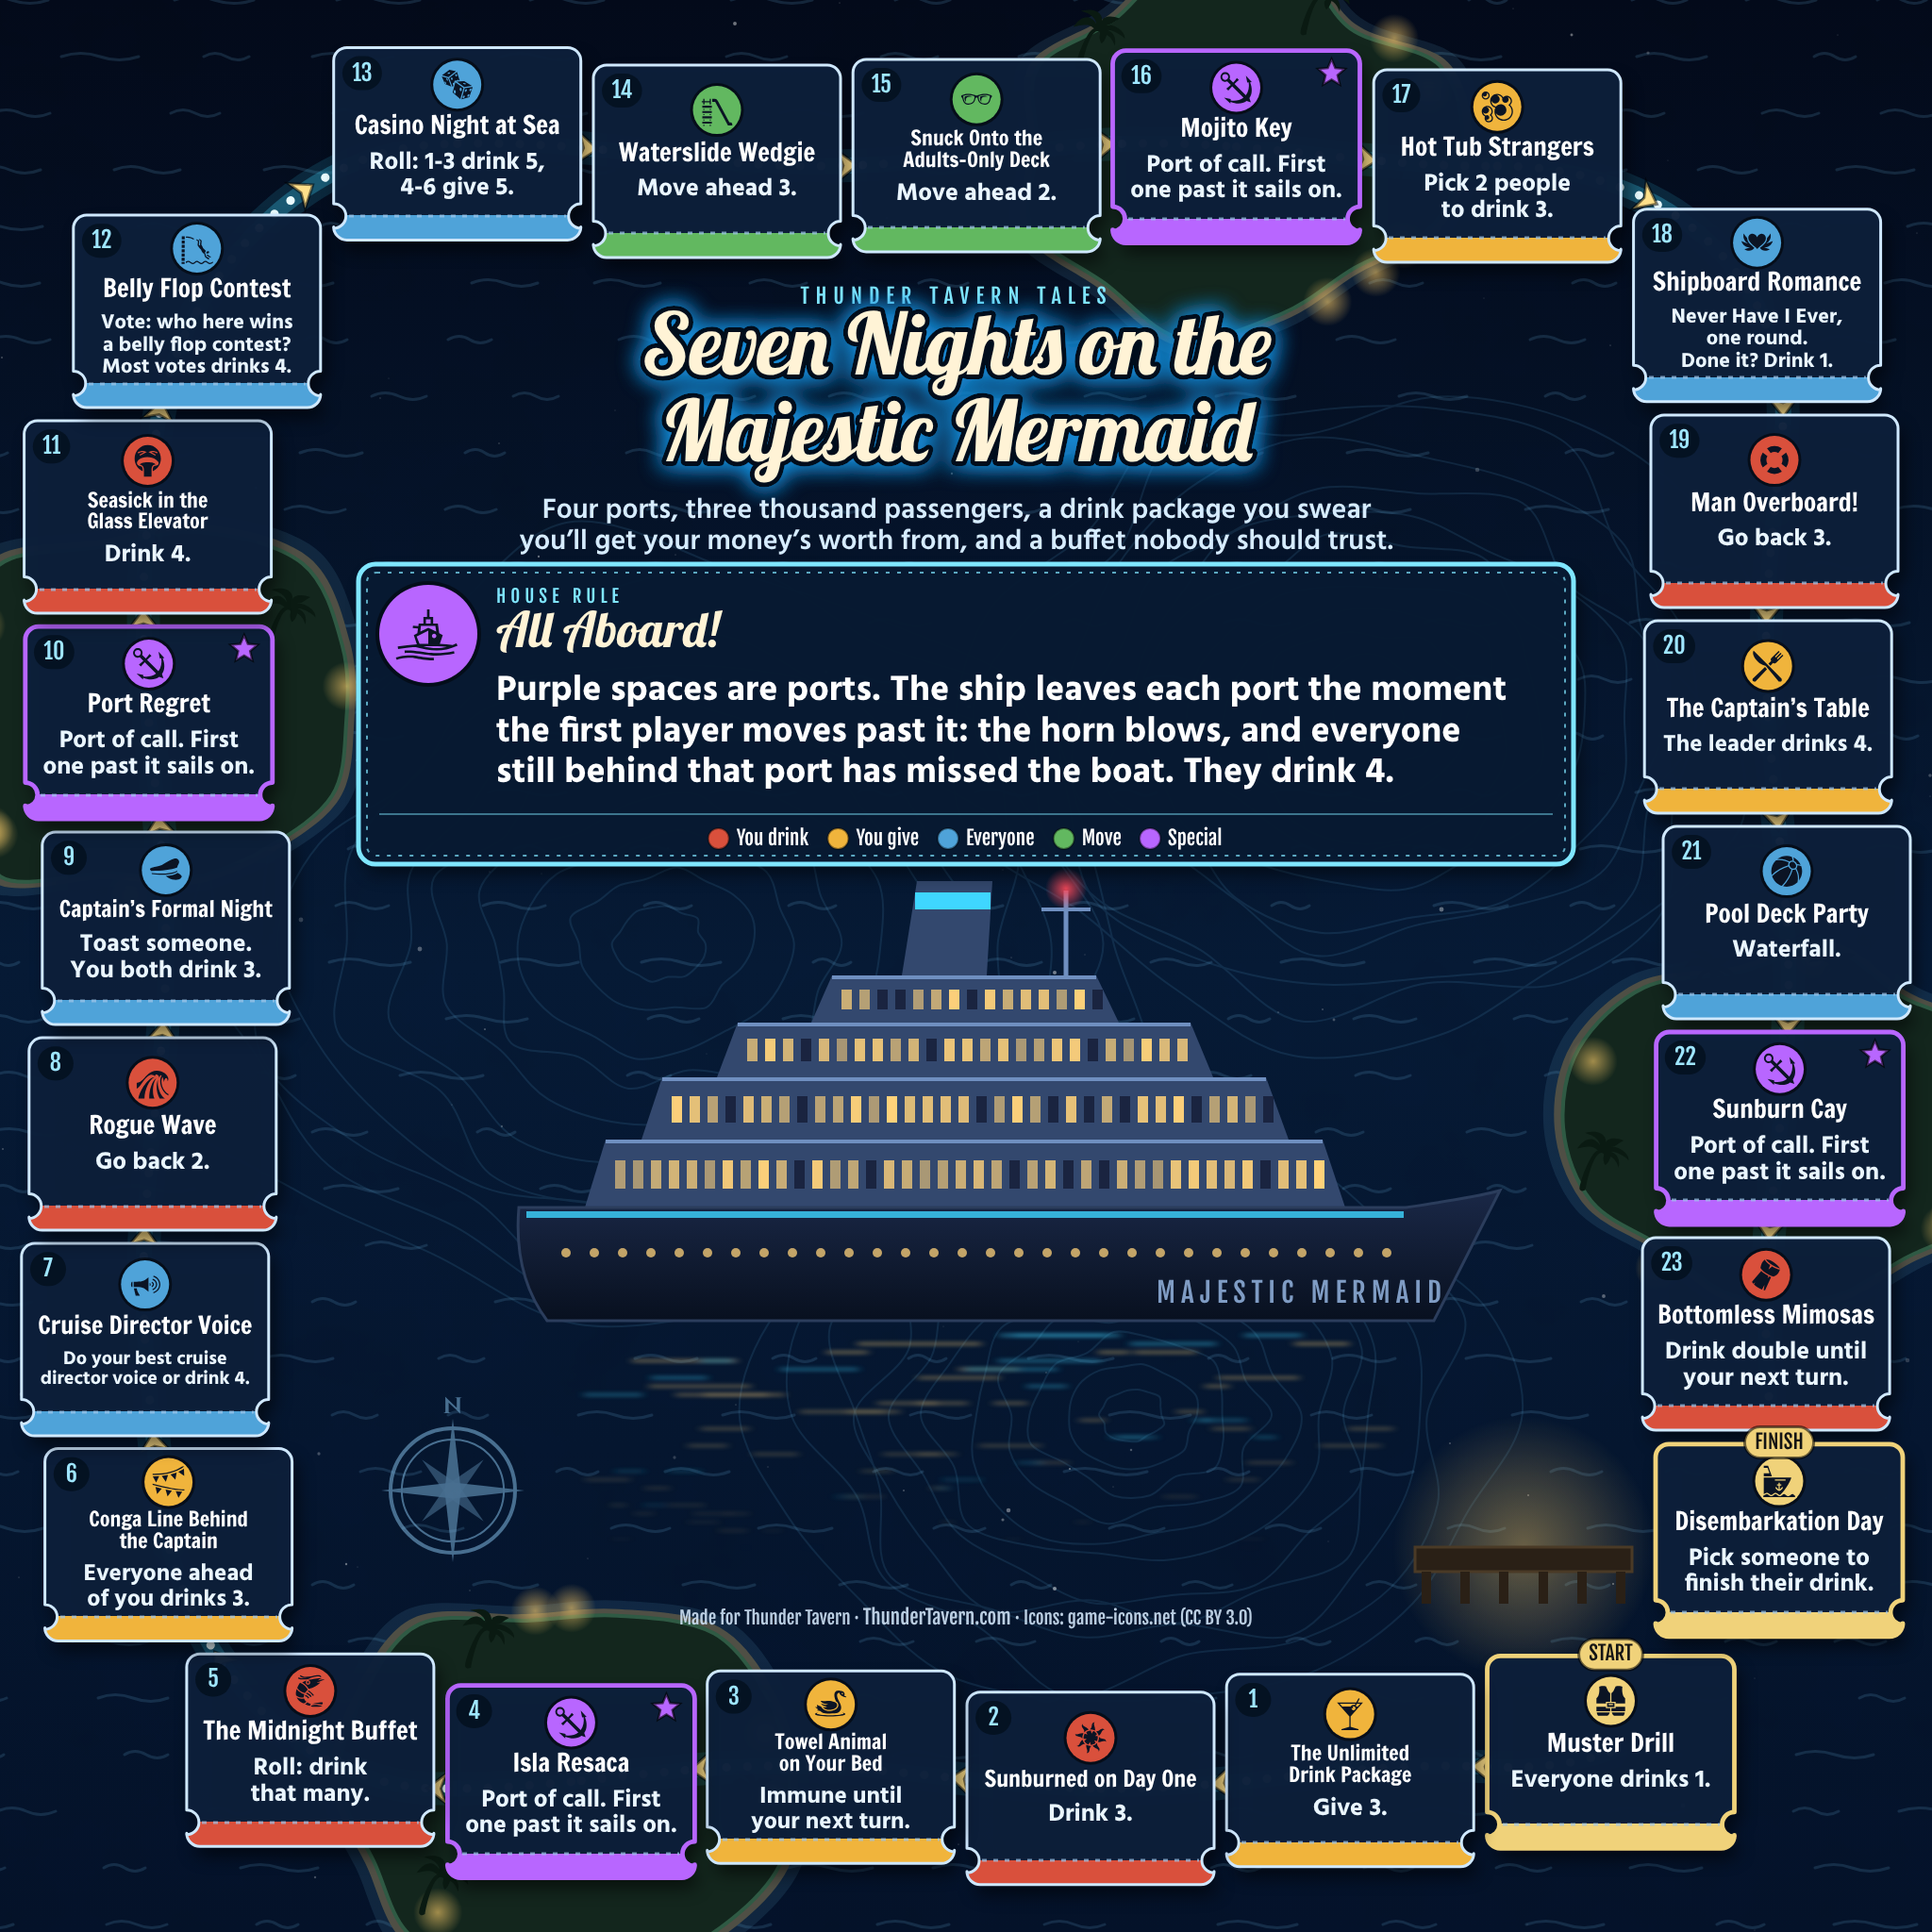 THUNDER TAVERN TALES
Seven Nights on the
Majestic Mermaid
Four ports, three thousand passengers, a drink package you swear
you’ll get your money’s worth from, and a buffet nobody should trust.
HOUSE RULE
All Aboard!
Purple spaces are ports. The ship leaves each port the moment
the first player moves past it: the horn blows, and everyone
still behind that port has missed the boat. They drink 4.
You drink
You give
Everyone
Move
Special
START
Muster Drill
Everyone drinks 1.
1
The Unlimited
Drink Package
Give 3.
2
Sunburned on Day One
Drink 3.
3
Towel Animal
on Your Bed
Immune until
your next turn.
4
Isla Resaca
Port of call. First
one past it sails on.
5
The Midnight Buffet
Roll: drink
that many.
6
Conga Line Behind
the Captain
Everyone ahead
of you drinks 3.
7
Cruise Director Voice
Do your best cruise
director voice or drink 4.
8
Rogue Wave
Go back 2.
9
Captain’s Formal Night
Toast someone.
You both drink 3.
10
Port Regret
Port of call. First
one past it sails on.
11
Seasick in the
Glass Elevator
Drink 4.
12
Belly Flop Contest
Vote: who here wins
a belly flop contest?
Most votes drinks 4.
13
Casino Night at Sea
Roll: 1-3 drink 5,
4-6 give 5.
14
Waterslide Wedgie
Move ahead 3.
15
Snuck Onto the
Adults-Only Deck
Move ahead 2.
16
Mojito Key
Port of call. First
one past it sails on.
17
Hot Tub Strangers
Pick 2 people
to drink 3.
18
Shipboard Romance
Never Have I Ever,
one round.
Done it? Drink 1.
19
Man Overboard!
Go back 3.
20
The Captain’s Table
The leader drinks 4.
21
Pool Deck Party
Waterfall.
22
Sunburn Cay
Port of call. First
one past it sails on.
23
Bottomless Mimosas
Drink double until
your next turn.
FINISH
Disembarkation Day
Pick someone to
finish their drink.
MAJESTIC MERMAID
N
Made for Thunder Tavern · ThunderTavern.com · Icons: game-icons.net (CC BY 3.0)